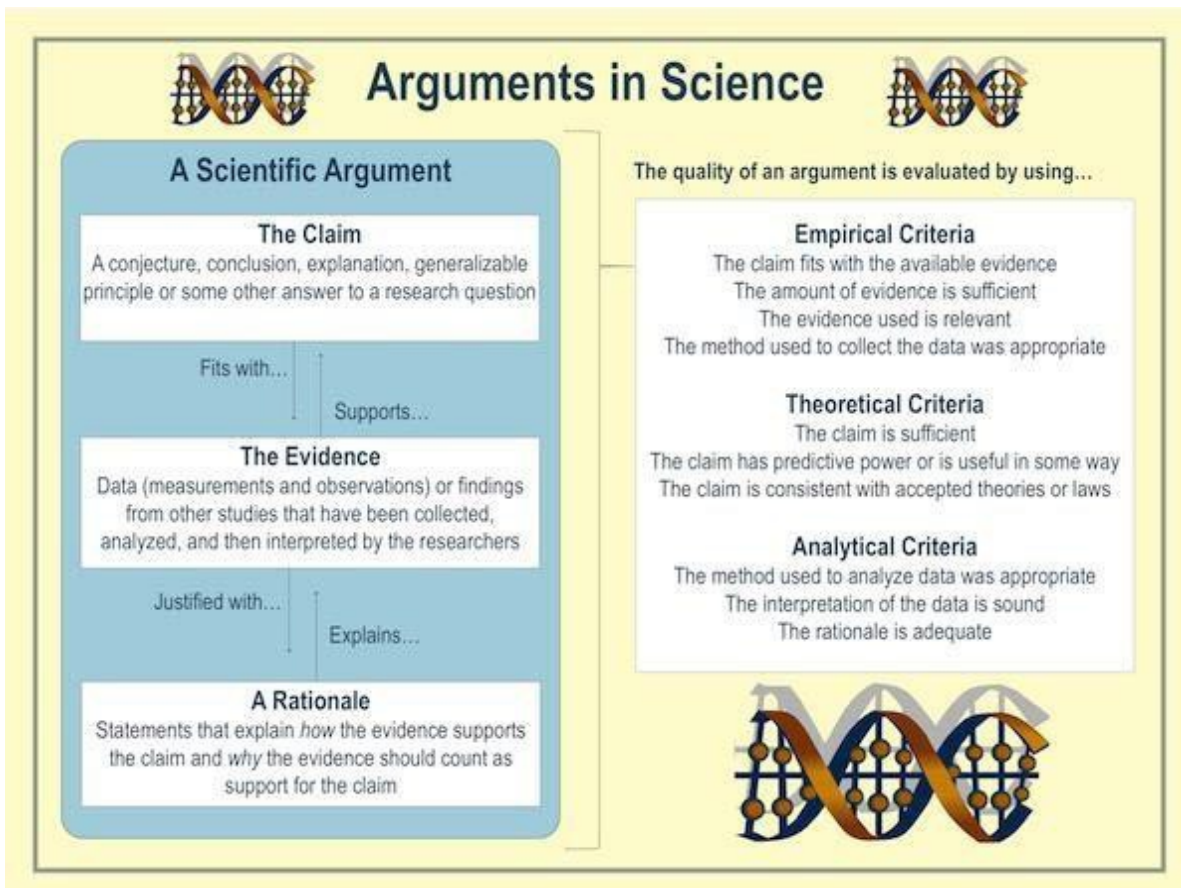 Arguments in Science
A Scientific Argument
The Claim
A conjecture, conclusion, explanation, generalizable
principle or some other answer to a research question
Fits with...
Supports...
The Evidence
Data (measurements and observations) or findings
from other studies that have been collected,
analyzed, and then interpreted by the researchers
Justified with...
Explains...
A Rationale
Statements that explain how the evidence supports
the claim and why the evidence should count as
support for the claim
The quality of an argument is evaluated by using...
Empirical Criteria
The claim fits with the available evidence
The amount of evidence is sufficient
The evidence used is relevant
The method used to collect the data was appropriate
Theoretical Criteria
The claim is sufficient
The claim has predictive power or is useful in some way
The claim is consistent with accepted theories or laws
Analytical Criteria
The method used to analyze data was appropriate
The interpretation of the data is sound
The rationale is adequate